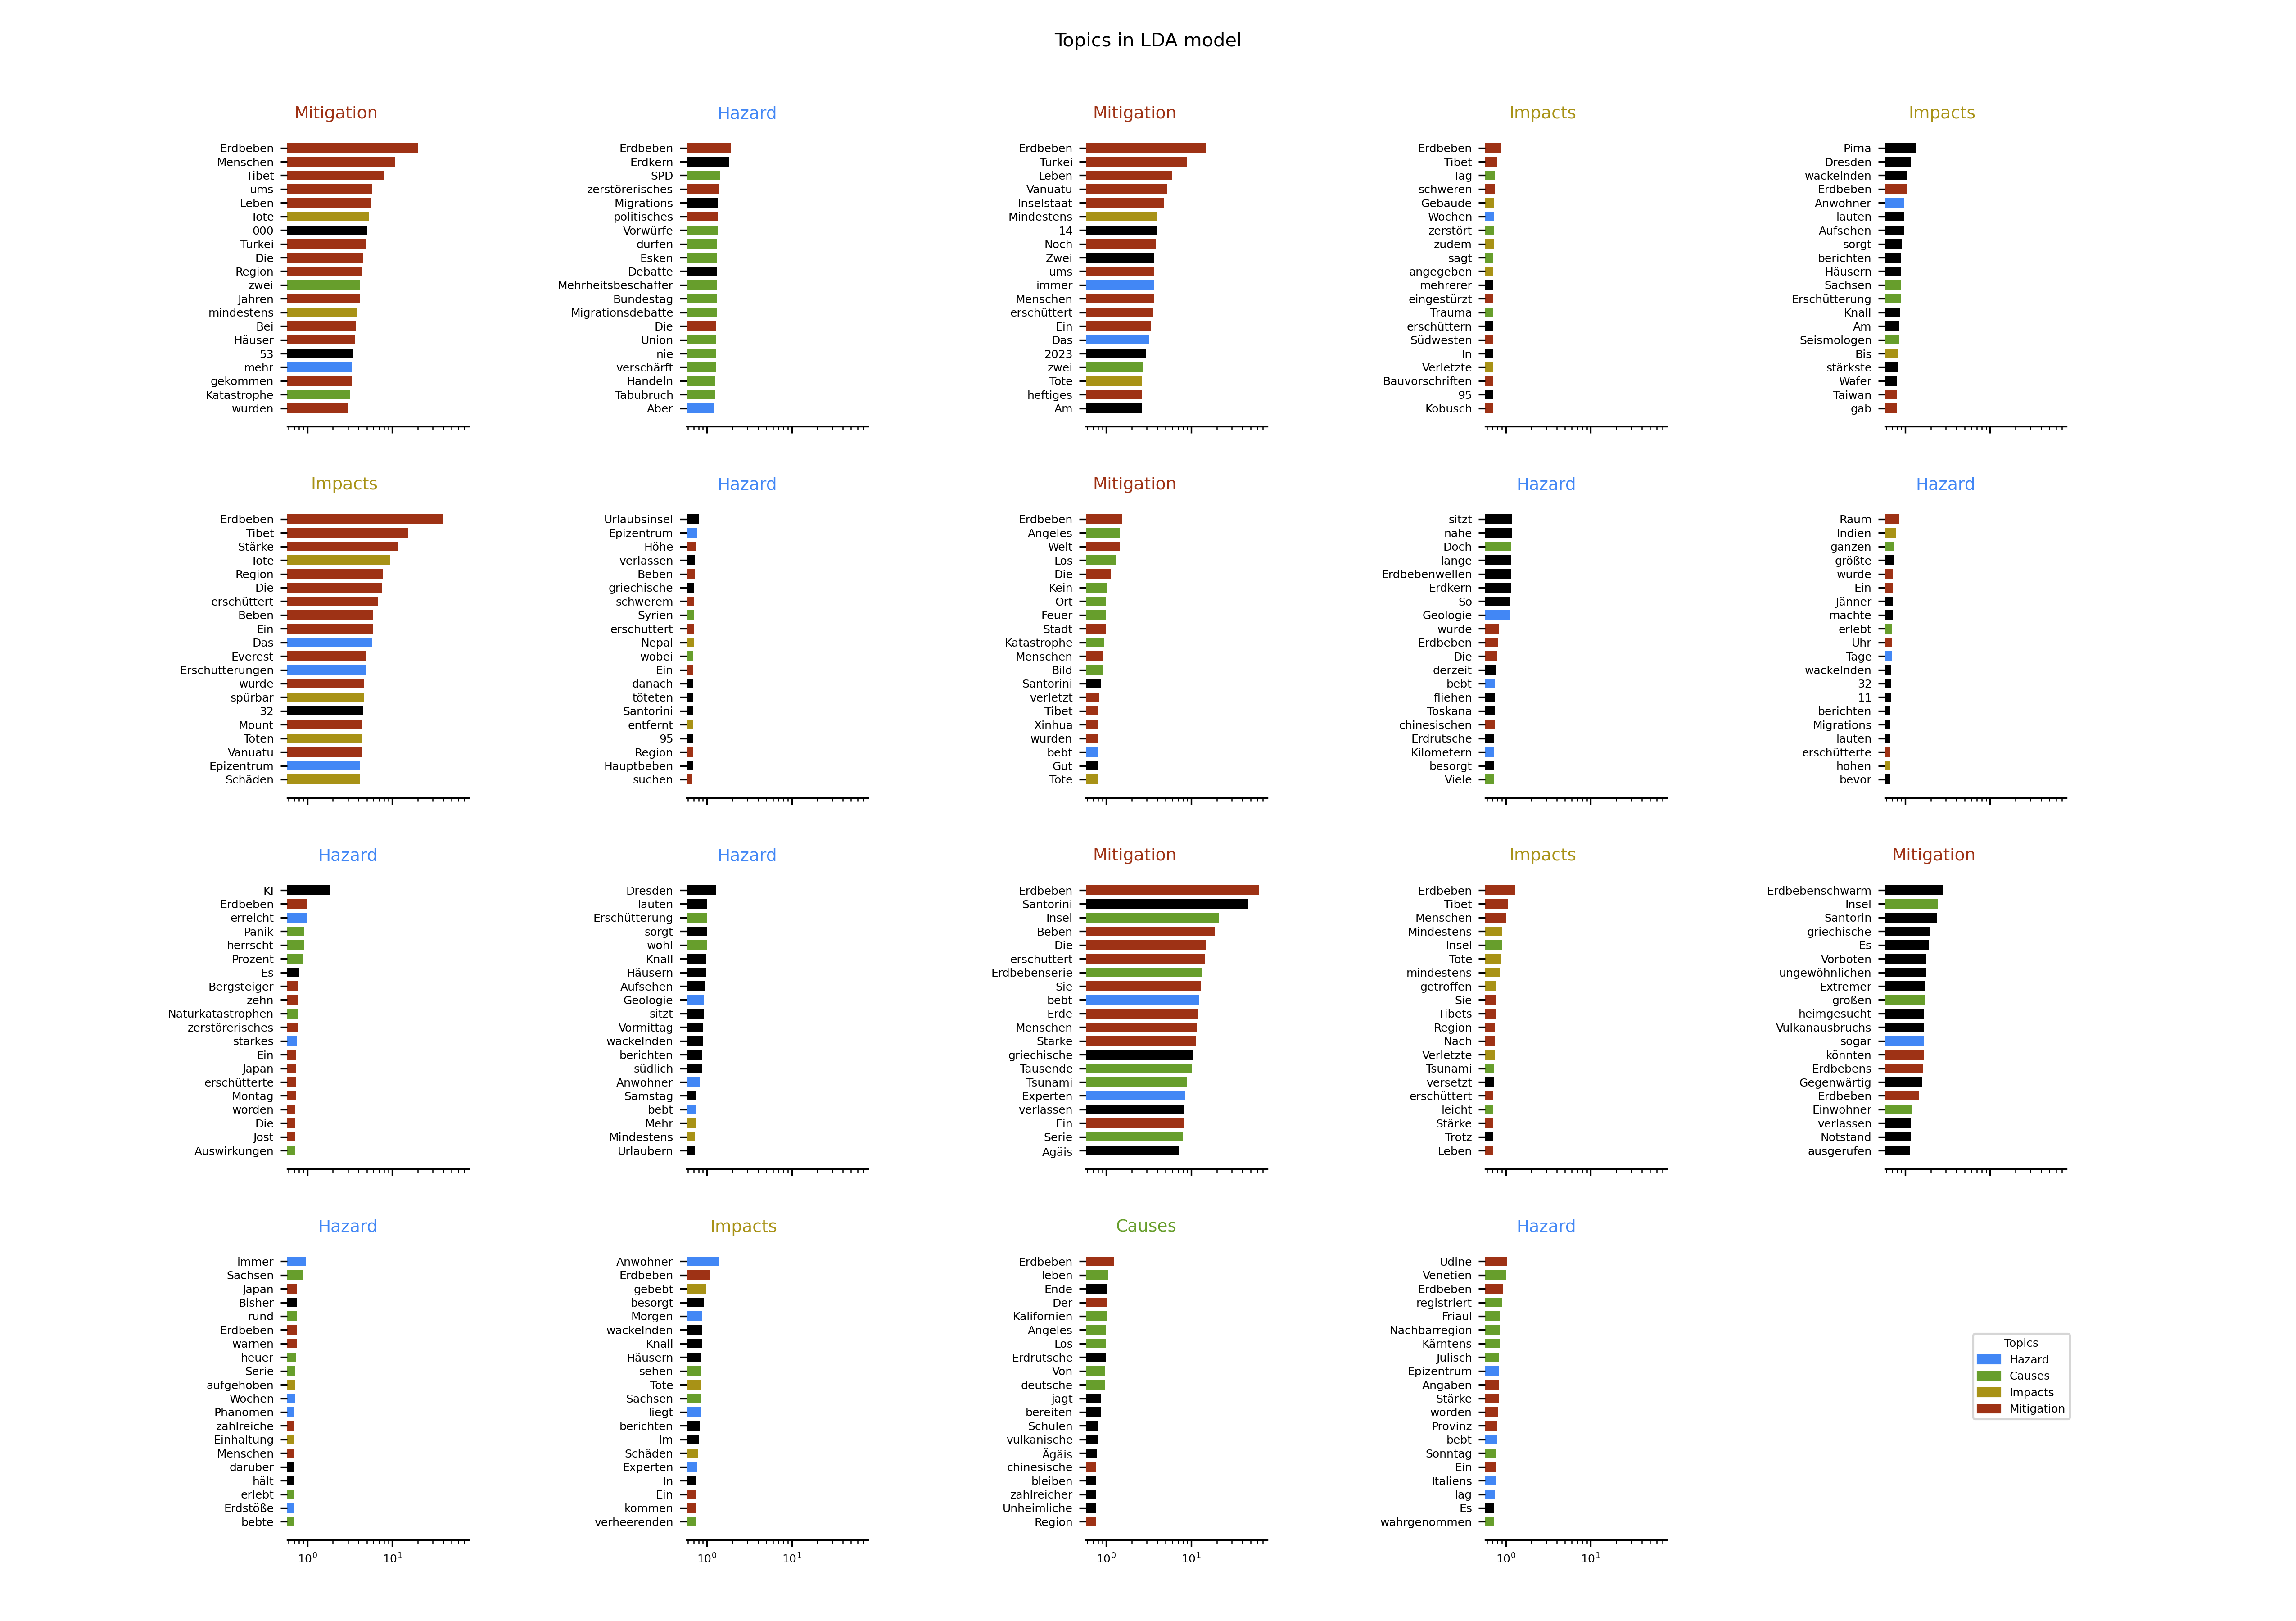 Topics in LDA model
Mitigation
Erdbeben
Menschen
Tibet
ums
Leben
Tote
000
Türkei
Die
Region
zwei
Jahren
mindestens
Bei
Häuser
53
mehr
gekommen
Katastrophe
wurden
Hazard
Erdbeben
Erdkern
SPD
zerstörerisches
Migrations
politisches
Vorwürfe
dürfen
Esken
Debatte
Mehrheitsbeschaffer
Bundestag
Migrationsdebatte
Die
Union
nie
verschärft
Handeln
Tabubruch
Aber
Mitigation
Erdbeben
Türkei
Leben
Vanuatu
Inselstaat
Mindestens
14
Noch
Zwei
ums
immer
Menschen
erschüttert
Ein
Das
2023
zwei
Tote
heftiges
Am
Impacts
Erdbeben
Tibet
Tag
schweren
Gebäude
Wochen
zerstört
zudem
sagt
angegeben
mehrerer
eingestürzt
Trauma
erschüttern
Südwesten
In
Verletzte
Bauvorschriften
95
Kobusch
Impacts
Pirna
Dresden
wackelnden
Erdbeben
Anwohner
lauten
Aufsehen
sorgt
berichten
Häusern
Sachsen
Erschütterung
Knall
Am
Seismologen
Bis
stärkste
Wafer
Taiwan
gab
Impacts
Erdbeben
Tibet
Stärke
Tote
Region
Die
erschüttert
Beben
Ein
Das
Everest
Erschütterungen
wurde
spürbar
32
Mount
Toten
Vanuatu
Epizentrum
Schäden
Hazard
Urlaubsinsel
Epizentrum
Höhe
verlassen
Beben
griechische
schwerem
Syrien
erschüttert
Nepal
wobei
Ein
danach
töteten
Santorini
entfernt
95
Region
Hauptbeben
suchen
Mitigation
Erdbeben
Angeles
Welt
Los
Die
Kein
Ort
Feuer
Stadt
Katastrophe
Menschen
Bild
Santorini
verletzt
Tibet
Xinhua
wurden
bebt
Gut
Tote
Hazard
sitzt
nahe
Doch
lange
Erdbebenwellen
Erdkern
So
Geologie
wurde
Erdbeben
Die
derzeit
bebt
fliehen
Toskana
chinesischen
Erdrutsche
Kilometern
besorgt
Viele
Hazard
Raum
Indien
ganzen
größte
wurde
Ein
Jänner
machte
erlebt
Uhr
Tage
wackelnden
32
11
berichten
Migrations
lauten
erschütterte
hohen
bevor
Hazard
KI
Erdbeben
erreicht
Panik
herrscht
Prozent
Es
Bergsteiger
zehn
Naturkatastrophen
zerstörerisches
starkes
Ein
Japan
erschütterte
Montag
worden
Die
Jost
Auswirkungen
Hazard
Dresden
lauten
Erschütterung
sorgt
wohl
Knall
Häusern
Aufsehen
Geologie
sitzt
Vormittag
wackelnden
berichten
südlich
Anwohner
Samstag
bebt
Mehr
Mindestens
Urlaubern
Mitigation
Erdbeben
Santorini
Insel
Beben
Die
erschüttert
Erdbebenserie
Sie
bebt
Erde
Menschen
Stärke
griechische
Tausende
Tsunami
Experten
verlassen
Ein
Serie
Ägäis
Impacts
Erdbeben
Tibet
Menschen
Mindestens
Insel
Tote
mindestens
getroffen
Sie
Tibets
Region
Nach
Verletzte
Tsunami
versetzt
erschüttert
leicht
Stärke
Trotz
Leben
Mitigation
Erdbebenschwarm
Insel
Santorin
griechische
Es
Vorboten
ungewöhnlichen
Extremer
großen
heimgesucht
Vulkanausbruchs
sogar
könnten
Erdbebens
Gegenwärtig
Erdbeben
Einwohner
verlassen
Notstand
ausgerufen
Hazard
immer
Sachsen
Japan
Bisher
rund
Erdbeben
warnen
heuer
Serie
aufgehoben
Wochen
Phänomen
zahlreiche
Einhaltung
Menschen
darüber
hält
erlebt
Erdstöße
bebte
10⁰ 10¹
Impacts
Anwohner
Erdbeben
gebebt
besorgt
Morgen
wackelnden
Knall
Häusern
sehen
Tote
Sachsen
liegt
berichten
Im
Schäden
Experten
In
Ein
kommen
verheerenden
10⁰ 10¹
Causes
Erdbeben
leben
Ende
Der
Kalifornien
Angeles
Los
Erdrutsche
Von
deutsche
jagt
bereiten
Schulen
vulkanische
Ägäis
chinesische
bleiben
zahlreicher
Unheimliche
Region
10⁰ 10¹
Hazard
Udine
Venetien
Erdbeben
registriert
Friaul
Nachbarregion
Kärntens
Julisch
Epizentrum
Angaben
Stärke
worden
Provinz
bebt
Sonntag
Ein
Italiens
lag
Es
wahrgenommen
10⁰ 10¹
Topics
Hazard
Causes
Impacts
Mitigation